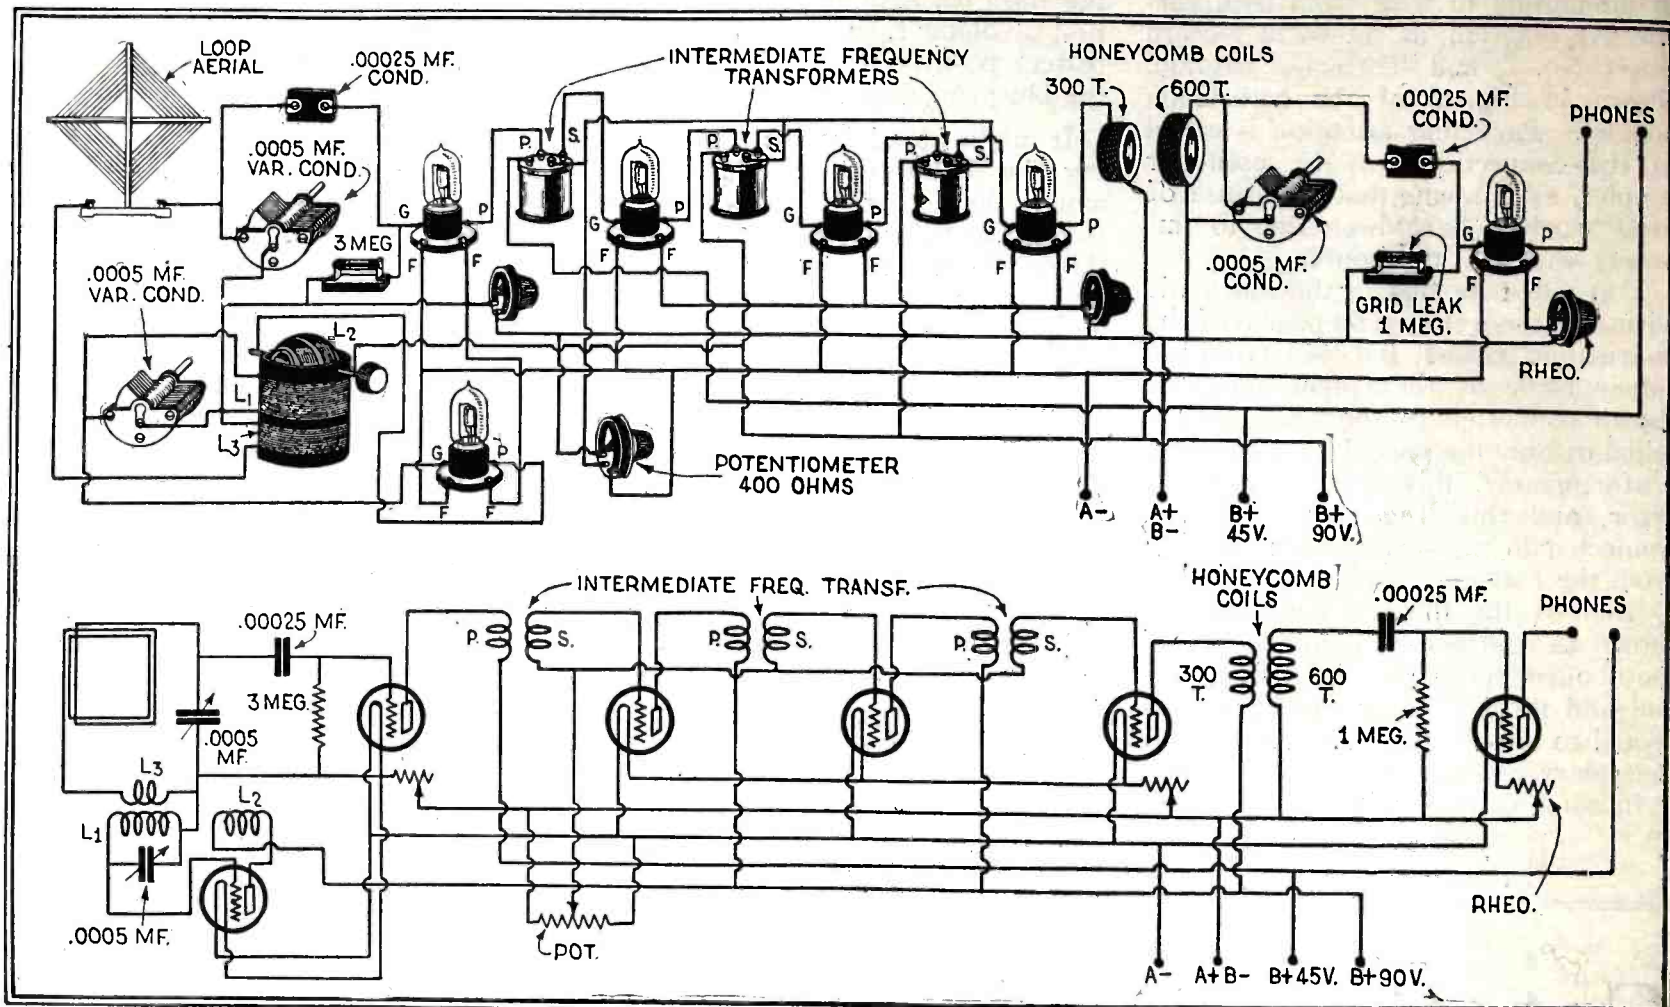 LOOP
AERIAL
.00025 MF.
COND.
INTERMEDIATE FREQUENCY
TRANSFORMERS
HONEYCOMB COILS
300 T.
600 T.
.00025 MF.
COND.
PHONES
.0005 MF.
VAR. COND.
P.
S.
P.
S.
P.
S.
G
P
G
P
G
P
G
P
G
P
3 MEG
F
F
F
F
F
F
F
F
F
F
.0005 MF.
VAR. COND.
.0005 MF.
COND.
GRID LEAK
1 MEG.
RHEO.
L2
L1
L3
G
P
F
F
POTENTIOMETER
400 OHMS
A-
A+
B-
B+
45V.
B+
90V.
INTERMEDIATE FREQ. TRANSF.
HONEYCOMB
COILS
.00025 MF.
PHONES
.00025 MF.
P.
S.
P.
S.
P.
S.
300
T.
600
T.
3 MEG.
1 MEG.
.0005
MF.
L3
L2
L1
.0005 MF.
POT.
RHEO.
A-
A+B-
B+45V.
B+90V.